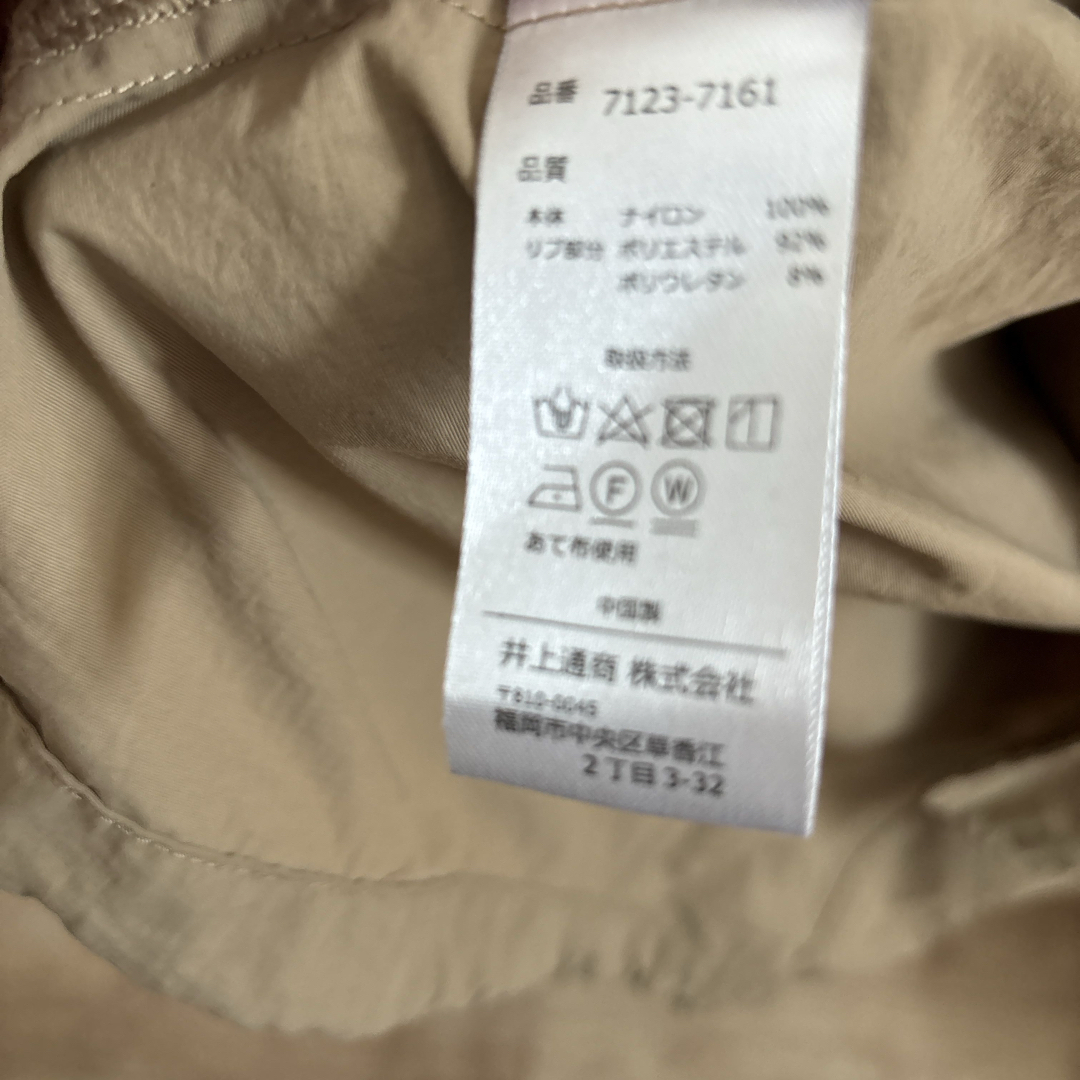 品番 7123-7161
品質
本体 ナイロン 100%
リブ部分 ポリエステル 92%
ポリウレタン 8%
取扱方法
F W
あて布使用
中国製
井上通商 株式会社
〒810-0045
福岡市中央区草香江
2丁目3-32